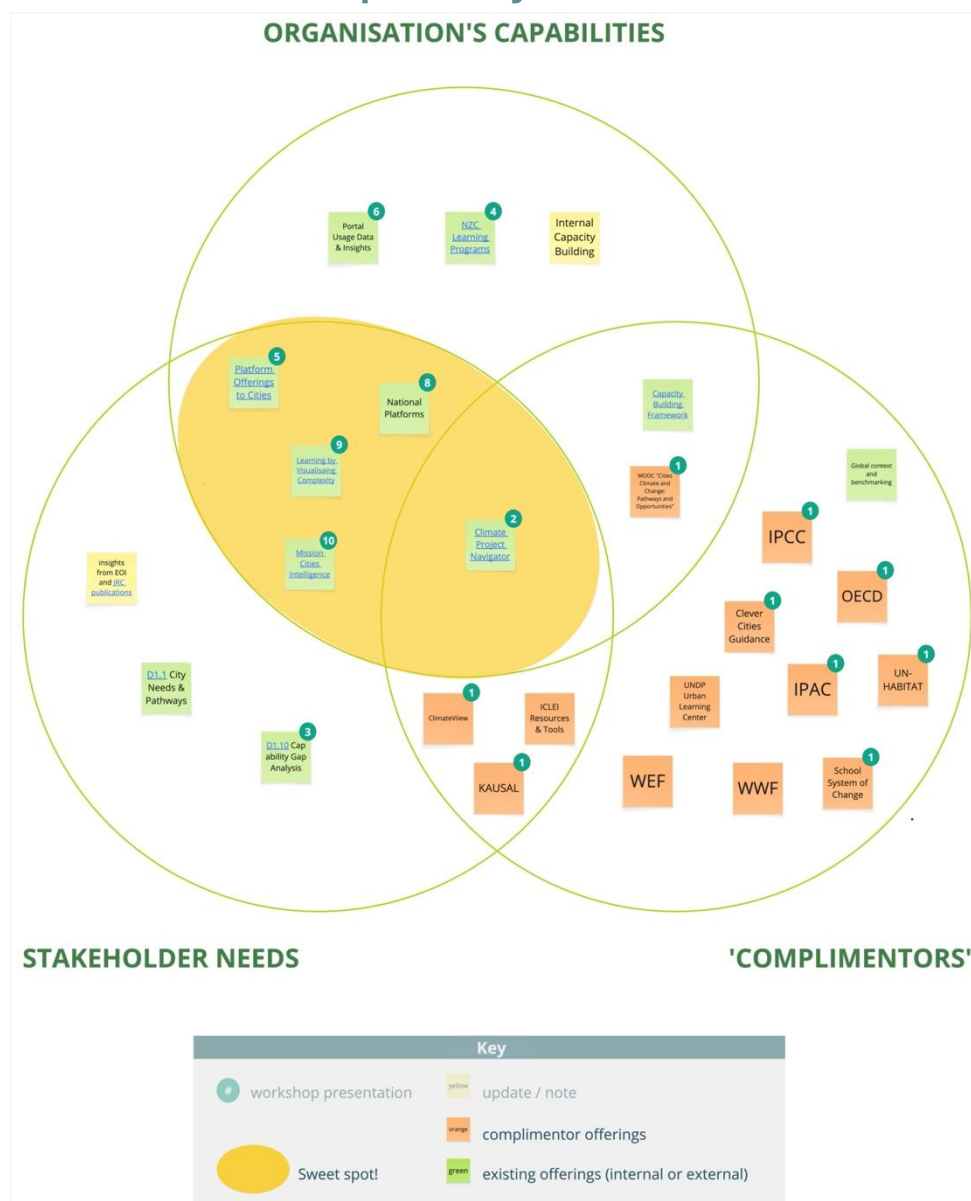 ORGANISATION'S CAPABILITIES
6
Portal
Usage Data
& Insights
4
NZC
Learning
Programs
Internal
Capacity
Building
5
Platform
Offerings
to Cities
8
National
Platforms
Capacity
Building
Framework
9
Learning by
Visualising
Complexity
1
MOOC "Cities
Climate and
Change:
Pathways and
Opportunities"
Global context
and
benchmarking
2
Climate
Project
Navigator
1
IPCC
10
Mission
Cities
Intelligence
insights
from EOI
and JRC
publications
1
OECD
1
Clever
Cities
Guidance
D1.1 City
Needs &
Pathways
1
ClimateView
ICLEI
Resources
& Tools
UNDP
Urban
Learning
Center
1
IPAC
1
UN-
HABITAT
3
D1.10 Cap
ability Gap
Analysis
1
KAUSAL
WEF
WWF
1
School
System of
Change
STAKEHOLDER NEEDS
'COMPLIMENTORS'
Key
# workshop presentation
yellow update / note
orange complimentor offerings
Sweet spot!
green existing offerings (internal or external)